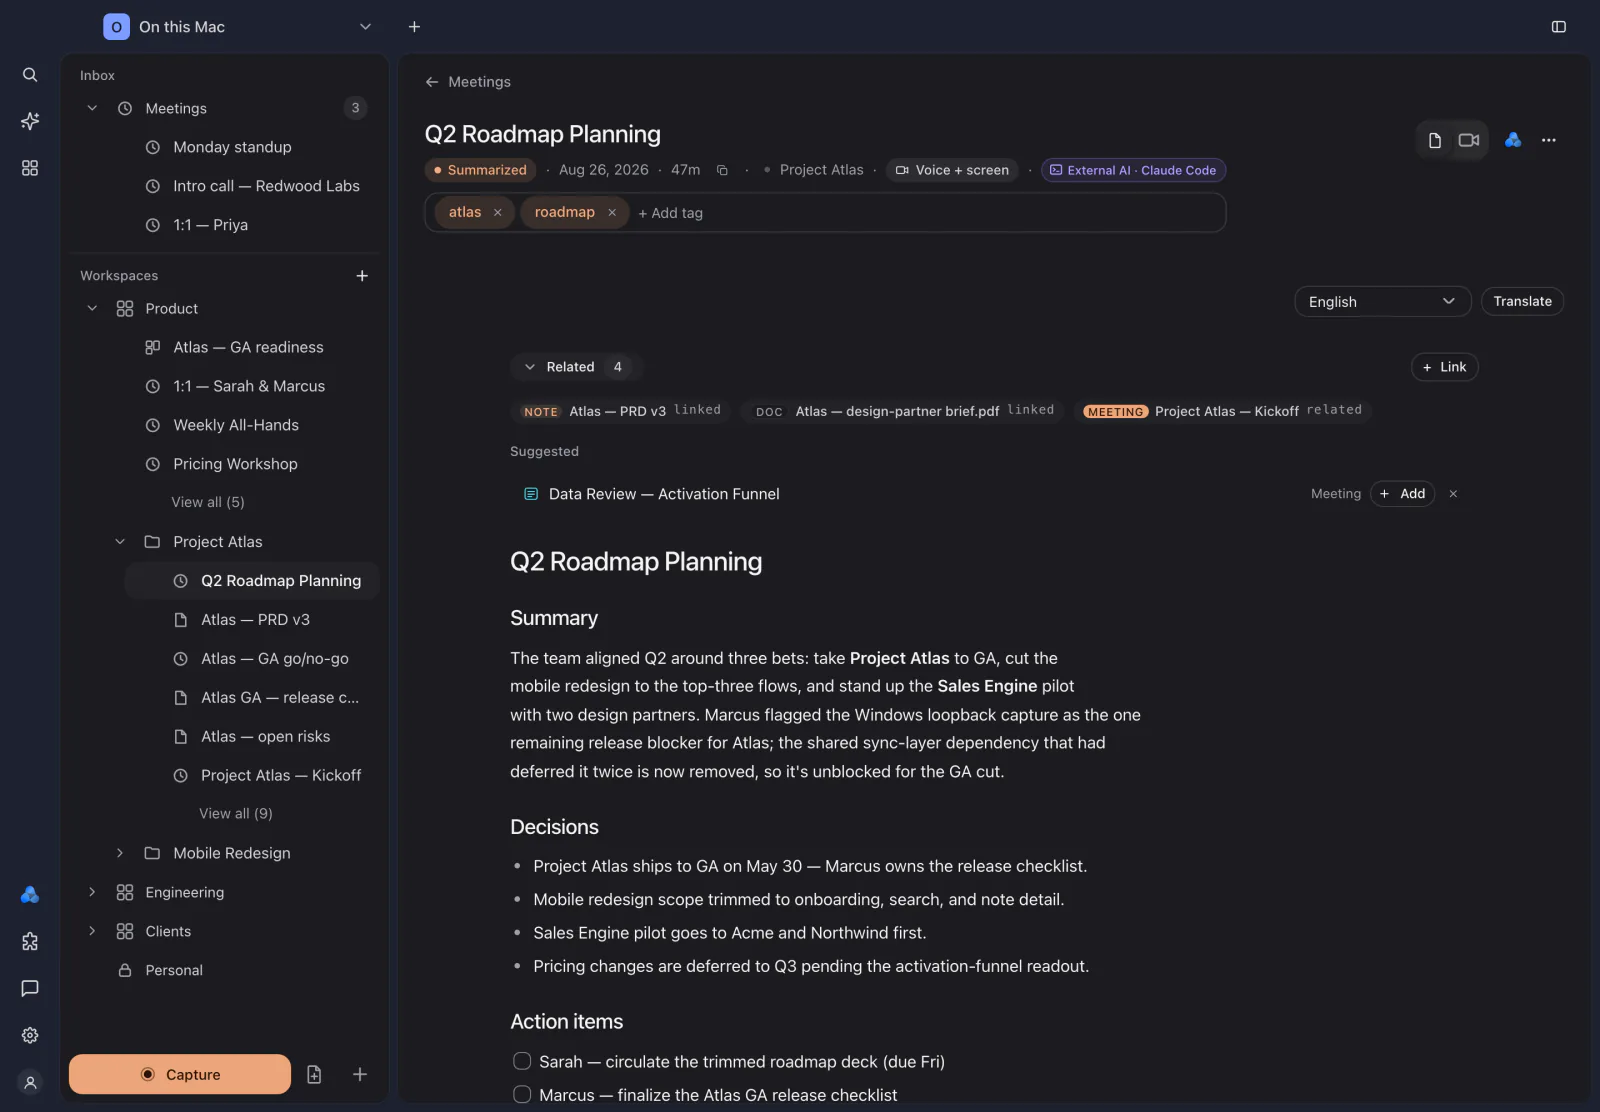 O On this Mac
Inbox
Meetings 3
Monday standup
Intro call — Redwood Labs
1:1 — Priya
Workspaces
Product
Atlas — GA readiness
1:1 — Sarah & Marcus
Weekly All-Hands
Pricing Workshop
View all (5)
Project Atlas
Q2 Roadmap Planning
Atlas — PRD v3
Atlas — GA go/no-go
Atlas GA — release c...
Atlas — open risks
Project Atlas — Kickoff
View all (9)
Mobile Redesign
Engineering
Clients
Personal
Capture
Meetings
Q2 Roadmap Planning
Summarized · Aug 26, 2026 · 47m · Project Atlas · Voice + screen · External AI · Claude Code
atlas × roadmap × + Add tag
English Translate
Related 4 + Link
NOTE Atlas — PRD v3 linked DOC Atlas — design-partner brief.pdf linked MEETING Project Atlas — Kickoff related
Suggested
Data Review — Activation Funnel Meeting + Add ×
Q2 Roadmap Planning
Summary
The team aligned Q2 around three bets: take Project Atlas to GA, cut the
mobile redesign to the top-three flows, and stand up the Sales Engine pilot
with two design partners. Marcus flagged the Windows loopback capture as the one
remaining release blocker for Atlas; the shared sync-layer dependency that had
deferred it twice is now removed, so it's unblocked for the GA cut.
Decisions
• Project Atlas ships to GA on May 30 — Marcus owns the release checklist.
• Mobile redesign scope trimmed to onboarding, search, and note detail.
• Sales Engine pilot goes to Acme and Northwind first.
• Pricing changes are deferred to Q3 pending the activation-funnel readout.
Action items
Sarah — circulate the trimmed roadmap deck (due Fri)
Marcus — finalize the Atlas GA release checklist